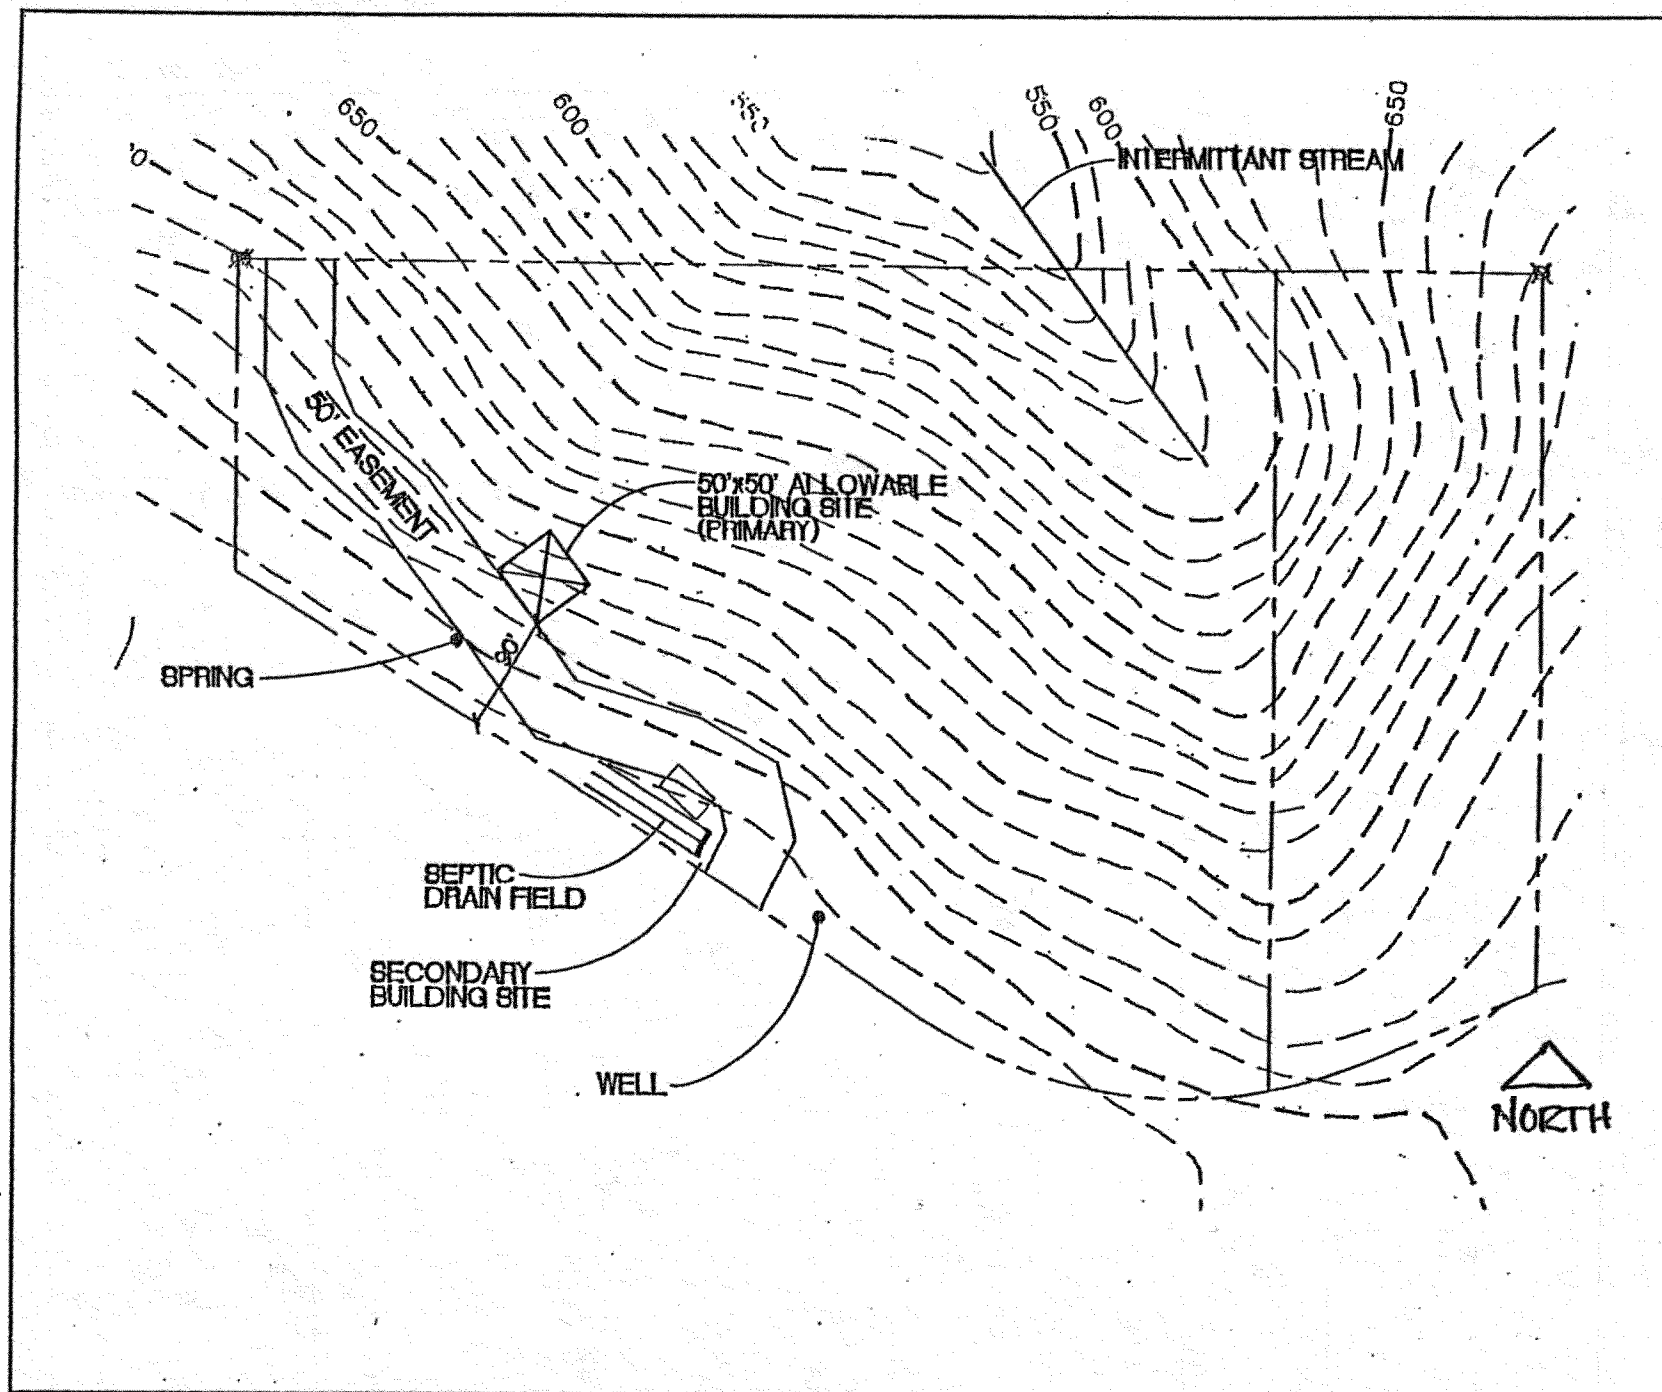 650
600
550
550
600
650
INTERMITTANT STREAM
50' EASEMENT
50'x50' ALLOWABLE
BUILDING SITE
(PRIMARY)
SPRING
SEPTIC
DRAIN FIELD
SECONDARY
BUILDING SITE
WELL
NORTH